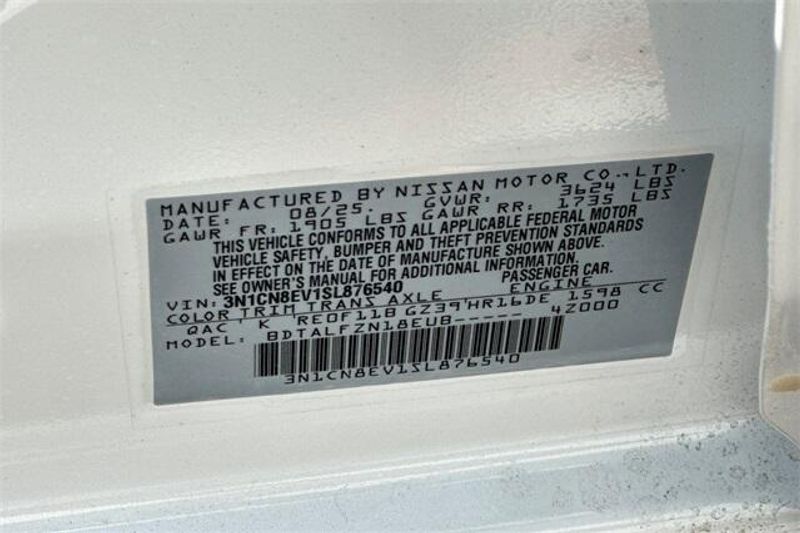 MANUFACTURED BY NISSAN MOTOR CO., LTD.
DATE: 08/25. GVWR: 3624 LBS
GAWR FR: 1905 LBS GAWR RR: 1735 LBS
THIS VEHICLE CONFORMS TO ALL APPLICABLE FEDERAL MOTOR
VEHICLE SAFETY, BUMPER AND THEFT PREVENTION STANDARDS
IN EFFECT ON THE DATE OF MANUFACTURE SHOWN ABOVE.
SEE OWNER'S MANUAL FOR ADDITIONAL INFORMATION.
VIN: 3N1CN8EV1SL876540 PASSENGER CAR.
COLOR TRIM TRANS AXLE ENGINE
QAC K RE0F11B GZ39 HR16DE 1598 CC
MODEL: BDTALFZN18EUB----- 4Z000
3N1CN8EV1SL876540